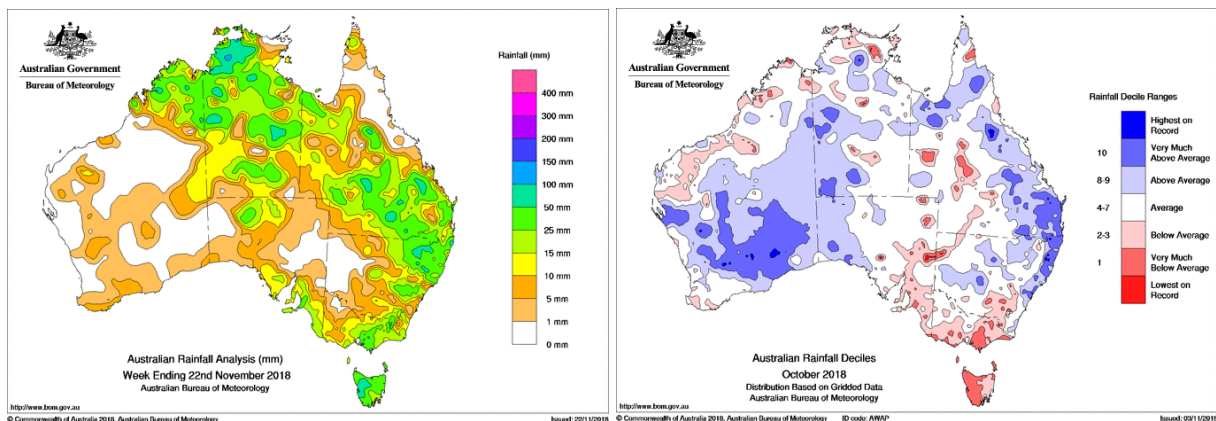 Australian Government
Bureau of Meteorology
Rainfall (mm)
400 mm
300 mm
200 mm
150 mm
100 mm
50 mm
25 mm
15 mm
10 mm
5 mm
1 mm
0 mm
Australian Rainfall Analysis (mm)
Week Ending 22nd November 2018
Australian Bureau of Meteorology
http://www.bom.gov.au
© Commonwealth of Australia 2018, Australian Bureau of Meteorology
Issued: 22/11/2018
Australian Government
Bureau of Meteorology
Rainfall Decile Ranges
Highest on
Record
10
Very Much
Above Average
8-9
Above Average
4-7
Average
2-3
Below Average
1
Very Much
Below Average
Lowest on
Record
Australian Rainfall Deciles
October 2018
Distribution Based on Gridded Data
Australian Bureau of Meteorology
http://www.bom.gov.au
© Commonwealth of Australia 2018, Australian Bureau of Meteorology
ID code: AWAP
Issued: 03/11/2018